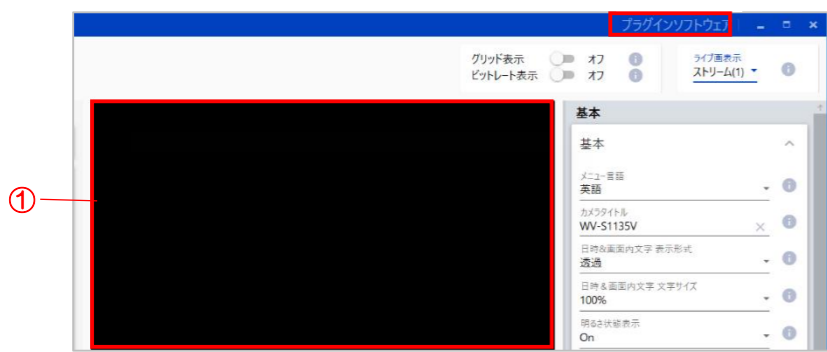 プラグインソフトウェア
グリッド表示 オフ
ビットレート表示 オフ
ライブ画表示
ストリーム(1)
①
基本
基本
メニュー言語
英語
カメラタイトル
WV-S1135V
日時&画面内文字 表示形式
透過
日時&画面内文字 文字サイズ
100%
明るさ状態表示
On